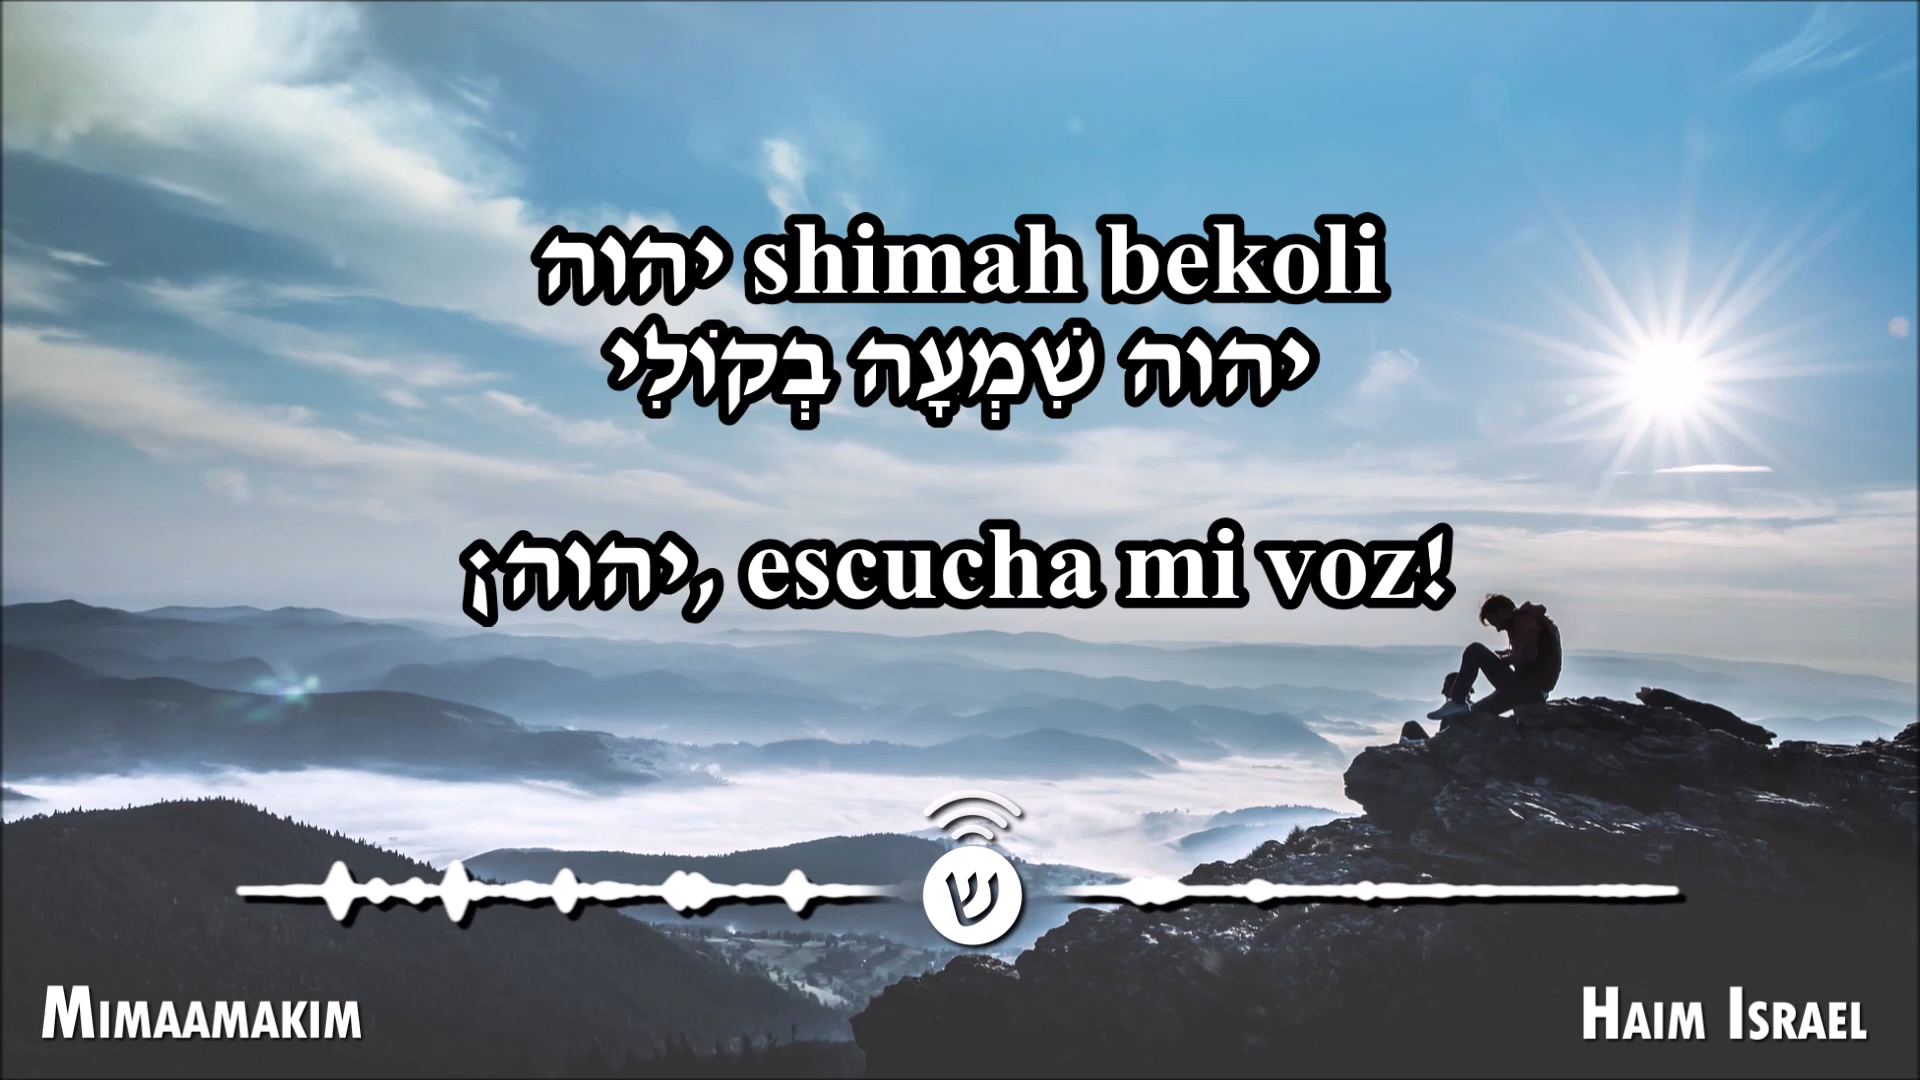 יהוה shimah bekoli
יהוה שִׁמְעָה בְקוֹלִי
¡יהוה, escucha mi voz!
ש
Mimaamakim
Haim Israel